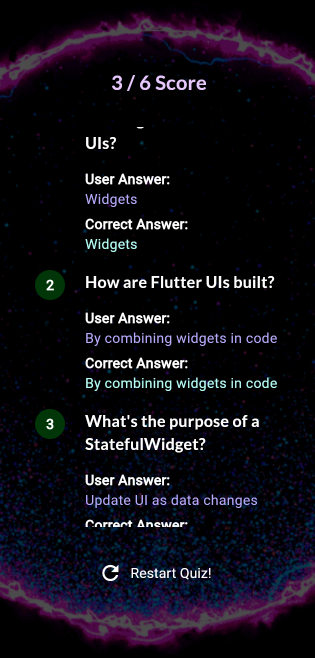 3 / 6 Score
UIs?
User Answer:
Widgets
Correct Answer:
Widgets
2
How are Flutter UIs built?
User Answer:
By combining widgets in code
Correct Answer:
By combining widgets in code
3
What's the purpose of a
StatefulWidget?
User Answer:
Update UI as data changes
Correct Answer:
Restart Quiz!